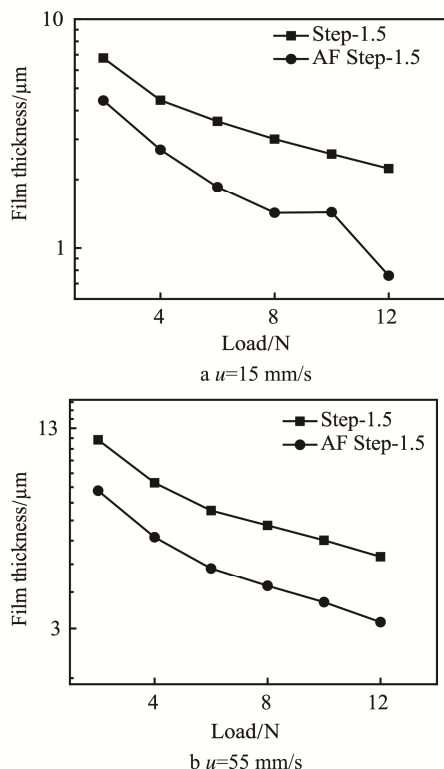 10
Step-1.5
AF Step-1.5
Film thickness/μm
1
4 8 12
Load/N
a u=15 mm/s
13
Step-1.5
AF Step-1.5
Film thickness/μm
3
4 8 12
Load/N
b u=55 mm/s